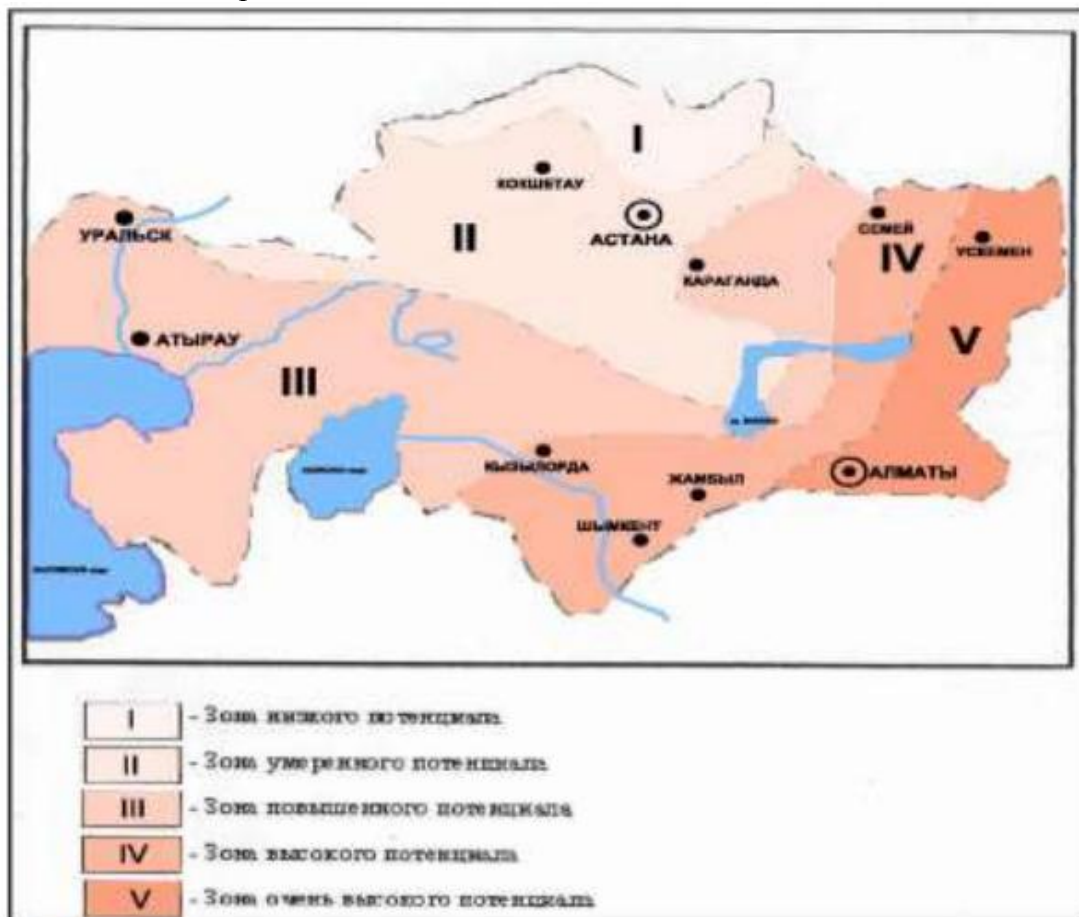 I
КОКШЕТАУ
УРАЛЬСК
II
АСТАНА
СЕМЕЙ
IV
УСКЕМЕН
КАРАГАНДА
АТЫРАУ
V
III
КЫЗЫЛОРДА
ЖАМБЫЛ
АЛМАТЫ
ШЫМКЕНТ
I - Зона низкого потенциала
II - Зона умеренного потенциала
III - Зона повышенного потенциала
IV - Зона высокого потенциала
V - Зона очень высокого потенциала